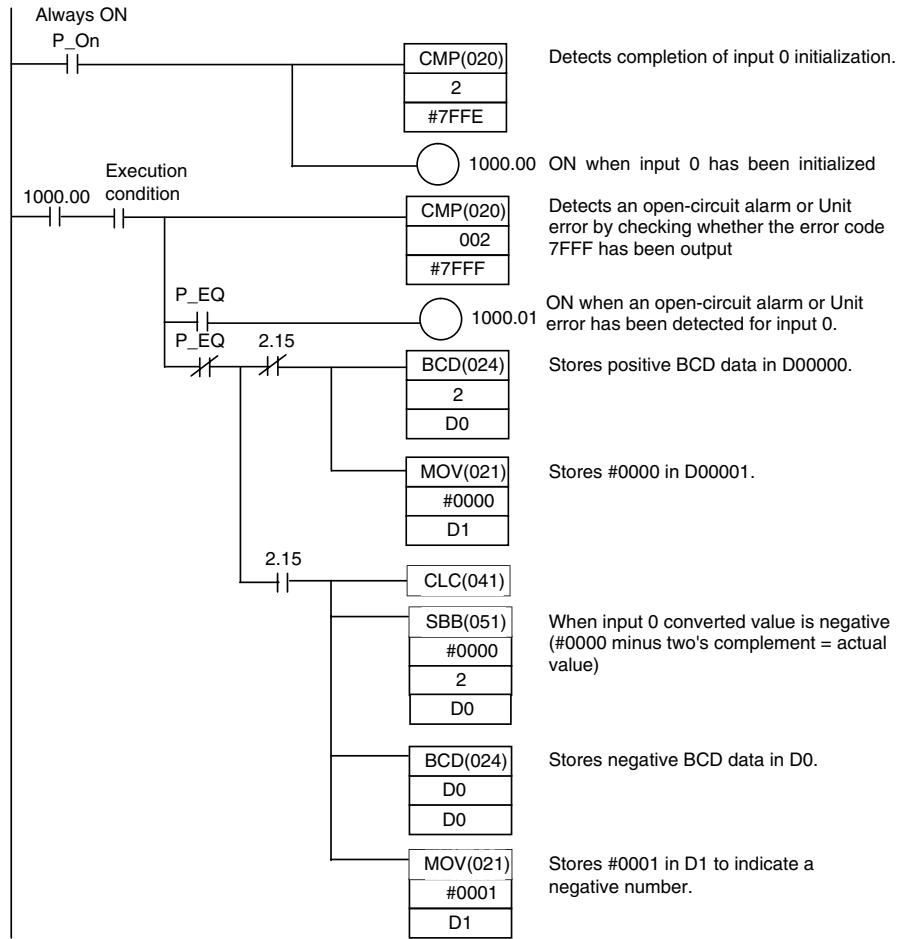 Always ON
P_On
CMP(020)
2
#7FFE
Detects completion of input 0 initialization.
1000.00
ON when input 0 has been initialized
1000.00
Execution
condition
CMP(020)
002
#7FFF
Detects an open-circuit alarm or Unit
error by checking whether the error code
7FFF has been output
P_EQ
1000.01
ON when an open-circuit alarm or Unit
error has been detected for input 0.
P_EQ
2.15
BCD(024)
2
D0
Stores positive BCD data in D00000.
MOV(021)
#0000
D1
Stores #0000 in D00001.
2.15
CLC(041)
SBB(051)
#0000
2
D0
When input 0 converted value is negative
(#0000 minus two's complement = actual
value)
BCD(024)
D0
D0
Stores negative BCD data in D0.
MOV(021)
#0001
D1
Stores #0001 in D1 to indicate a
negative number.